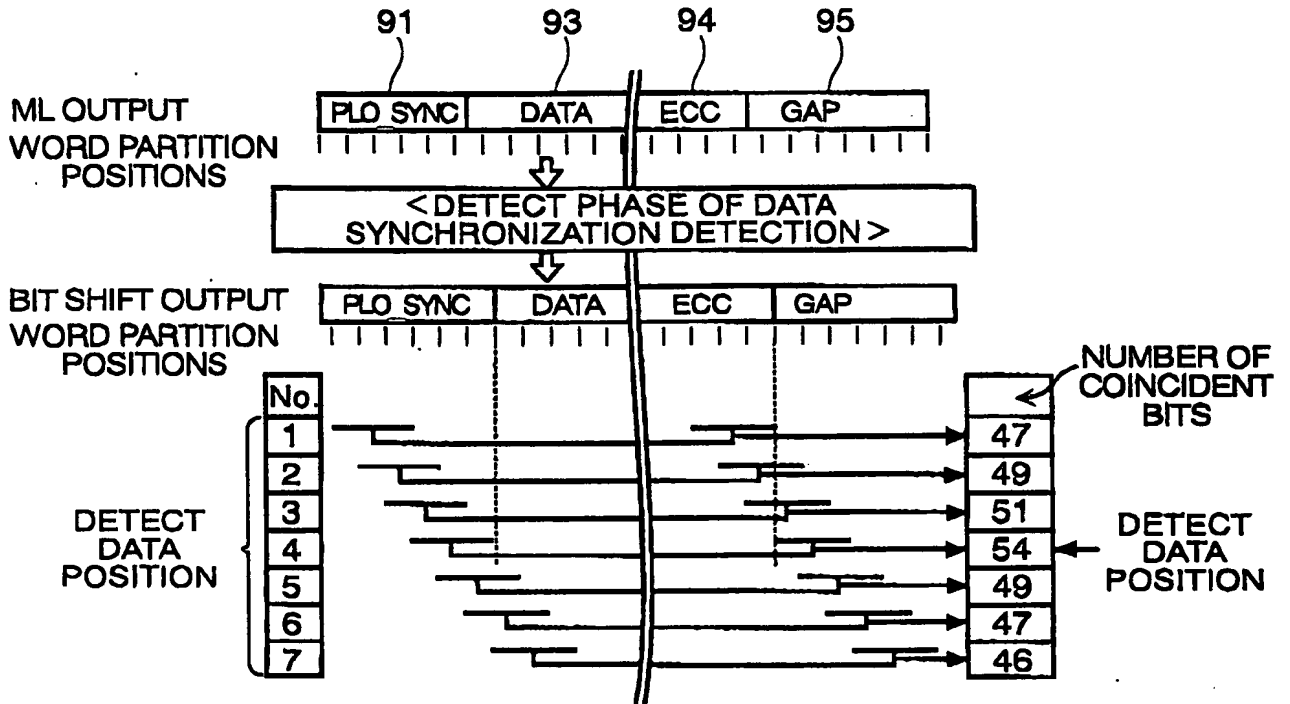 91 93 94 95
ML OUTPUT
PLO SYNC DATA ECC GAP
WORD PARTITION
POSITIONS
<DETECT PHASE OF DATA
SYNCHRONIZATION DETECTION>
BIT SHIFT OUTPUT
PLO SYNC DATA ECC GAP
WORD PARTITION
POSITIONS
NUMBER OF
COINCIDENT
BITS
No.
1 47
2 49
3 51
4 54
5 49
6 47
7 46
DETECT
DATA
POSITION
DETECT
DATA
POSITION